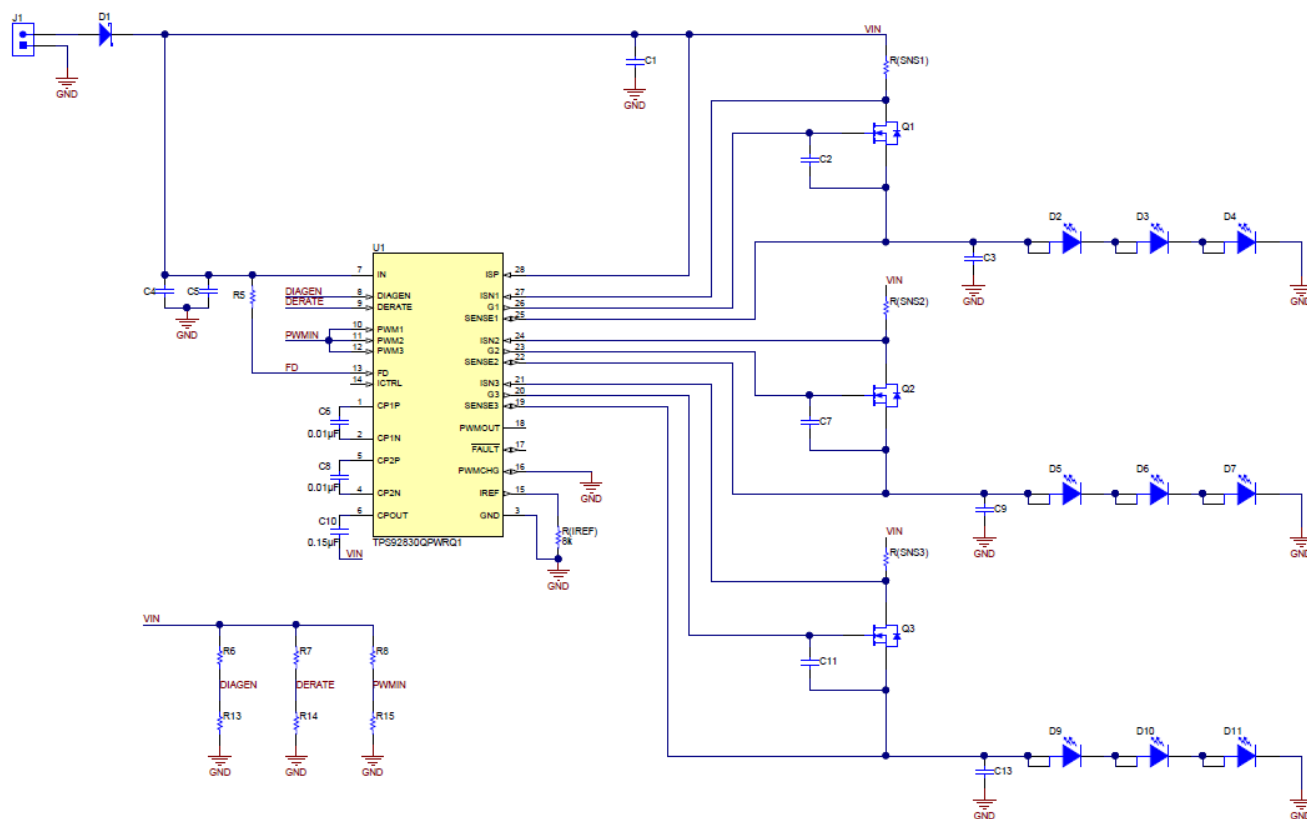 J1
D1
GND
C1
GND
VIN
R(SNS1)
Q1
C2
D2 D3 D4
C3
GND
GND
U1
C4 C5
GND
R5
DIAGEN
DERATE
PWMIN
FD
7 IN
8 DIAGEN
9 DERATE
10 PWM1
11 PWM2
12 PWM3
13 FD
14 ICTRL
1 CP1P
2 CP1N
5 CP2P
4 CP2N
6 CPOUT
ISP 28
ISN1 27
G1 26
SENSE1 25
ISN2 24
G2 23
SENSE2 22
ISN3 21
G3 20
SENSE3 19
PWMOUT 18
FAULT 17
PWMCHG 16
IREF 15
GND 3
TPS92830QPWRQ1
C6
0.01µF
C8
0.01µF
C10
0.15µF
VIN
GND
R(IREF)
8k
GND
VIN
R(SNS2)
Q2
C7
D5 D6 D7
C9
GND
GND
VIN
R(SNS3)
Q3
C11
D9 D10 D11
C13
GND
GND
VIN
R6 R7 R8
DIAGEN DERATE PWMIN
R13 R14 R15
GND GND GND